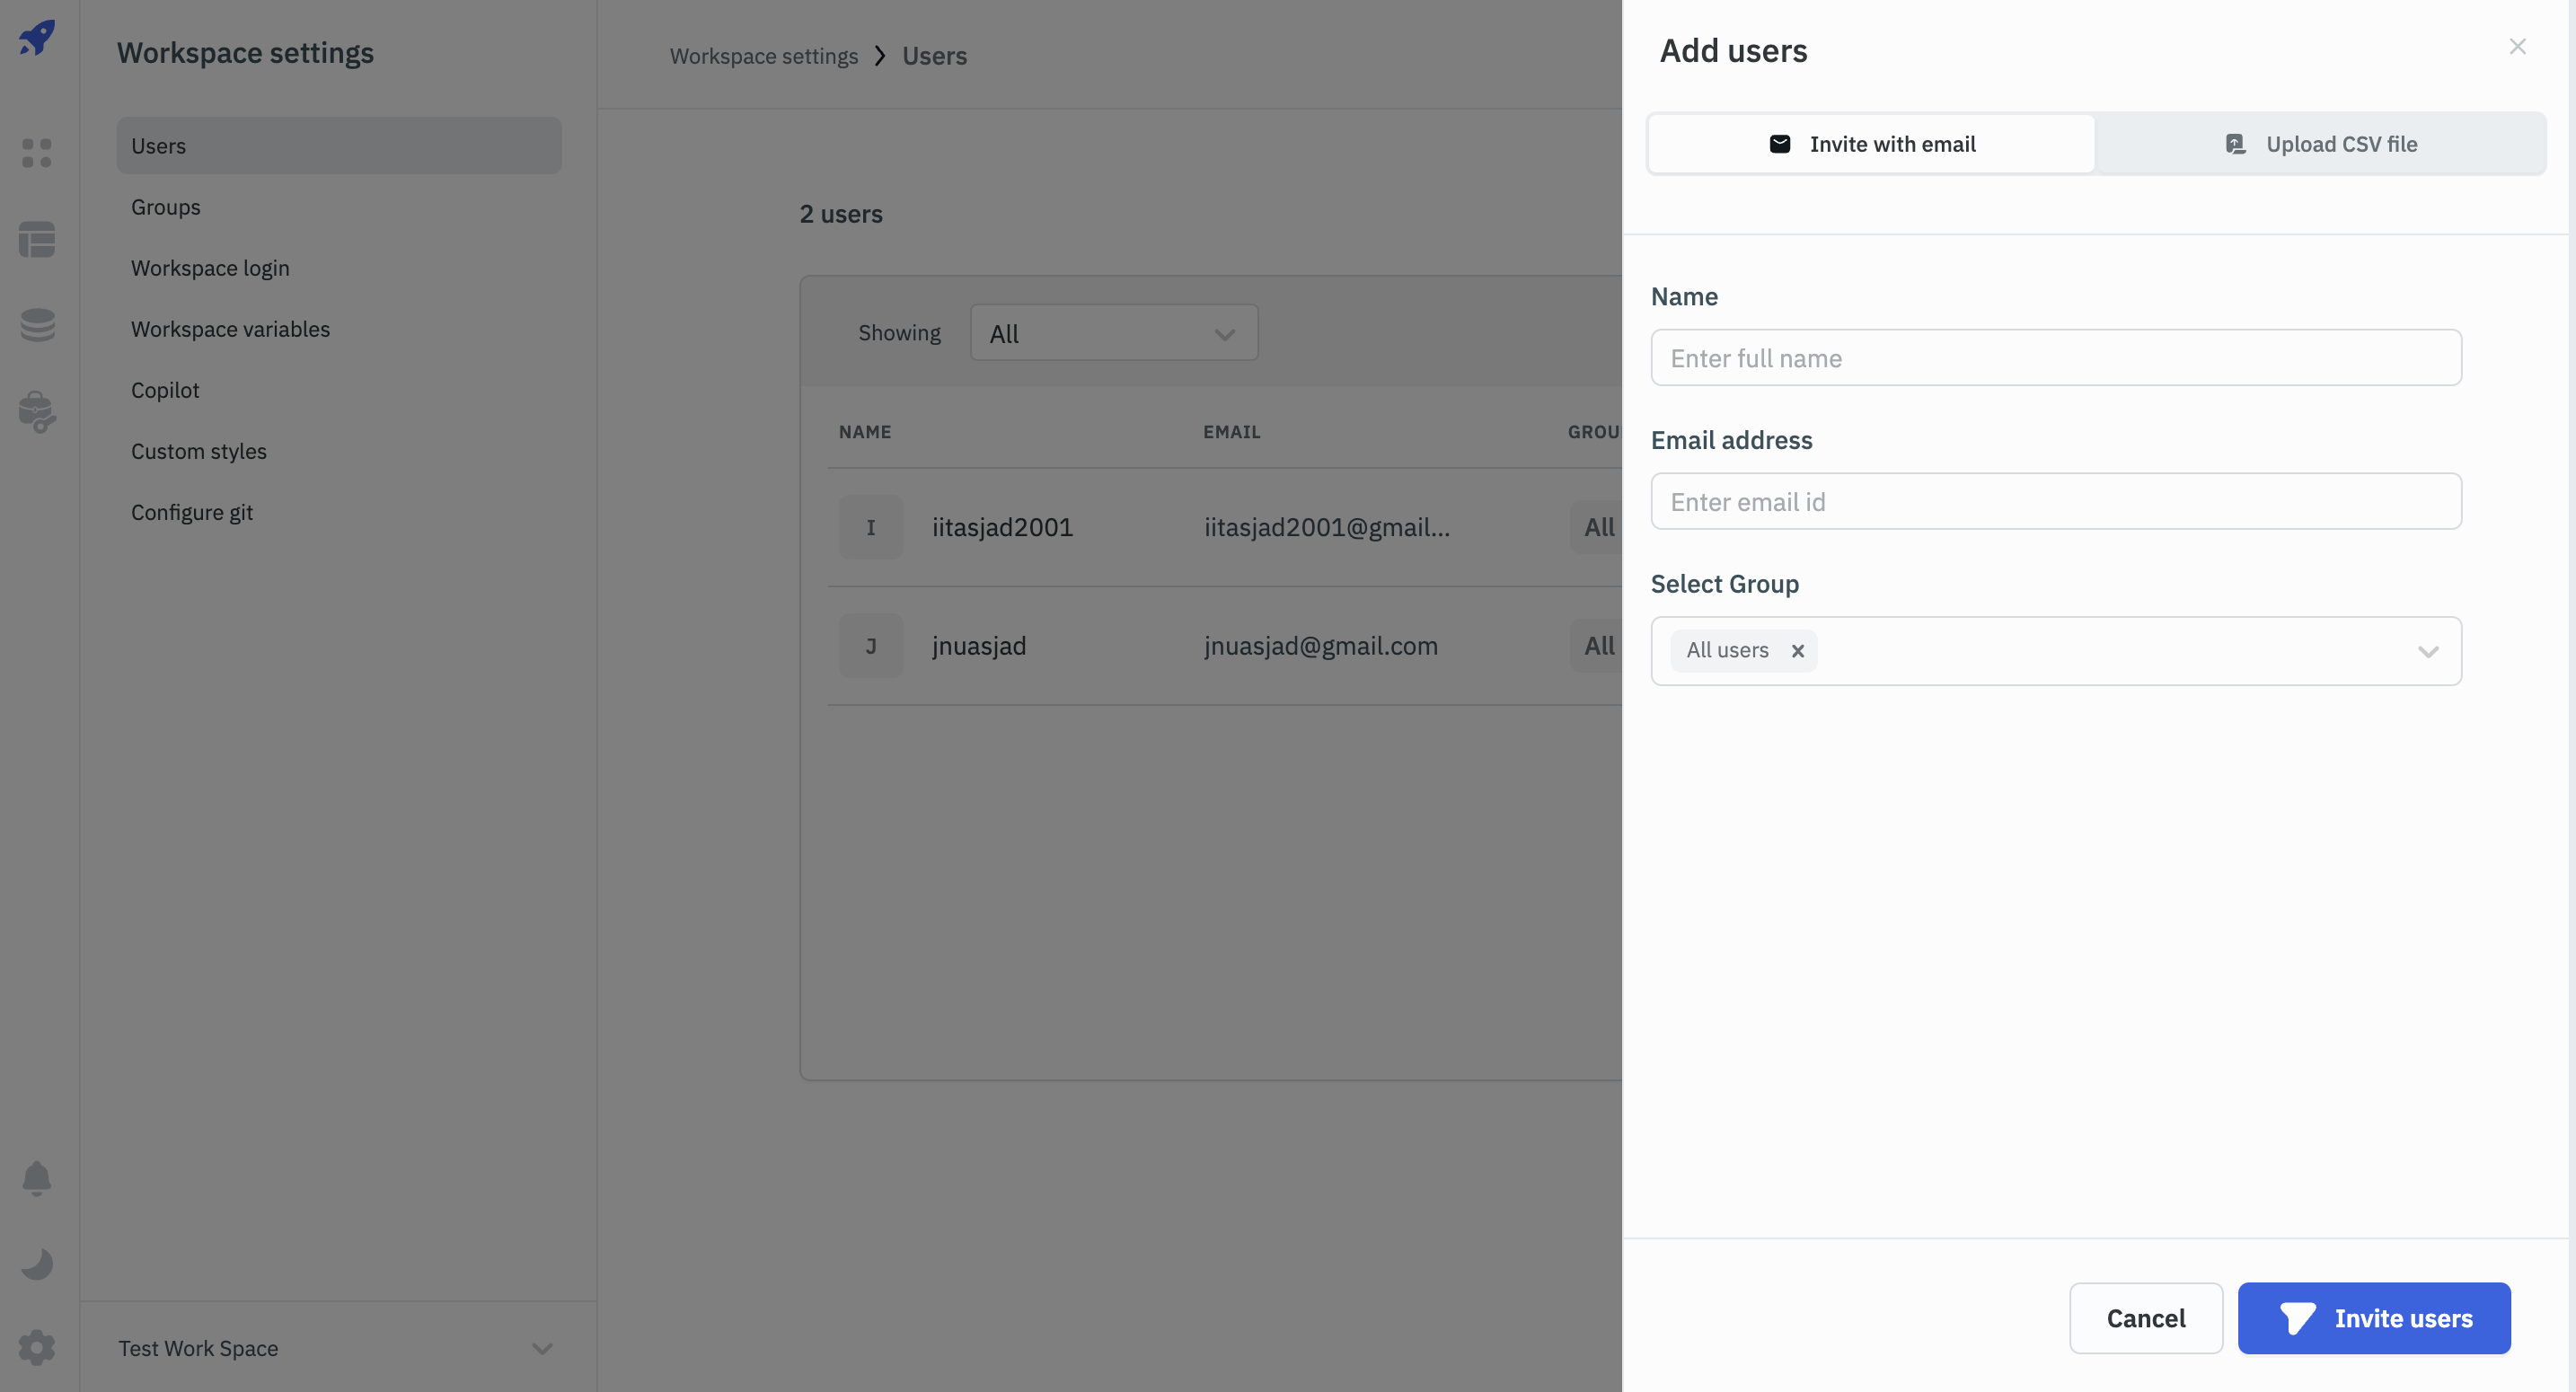 Workspace settings
Users
Groups
Workspace login
Workspace variables
Copilot
Custom styles
Configure git
Test Work Space
Workspace settings
Users
2 users
Showing
All
NAME
EMAIL
GROU
I
iitasjad2001
iitasjad2001@gmail...
All
J
jnuasjad
jnuasjad@gmail.com
All
Add users
Invite with email
Upload CSV file
Name
Enter full name
Email address
Enter email id
Select Group
All users
Cancel
Invite users